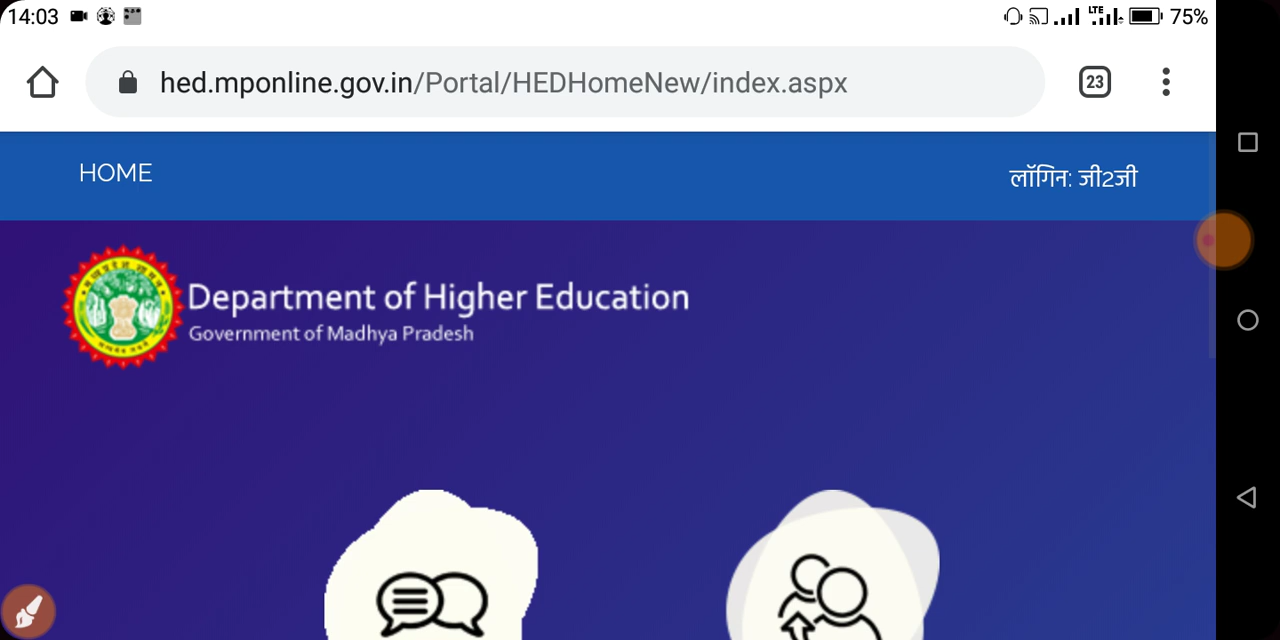 14:03
LTE
75%
hed.mponline.gov.in/Portal/HEDHomeNew/index.aspx
23
HOME
लॉगिन: जी2जी
Department of Higher Education
Government of Madhya Pradesh